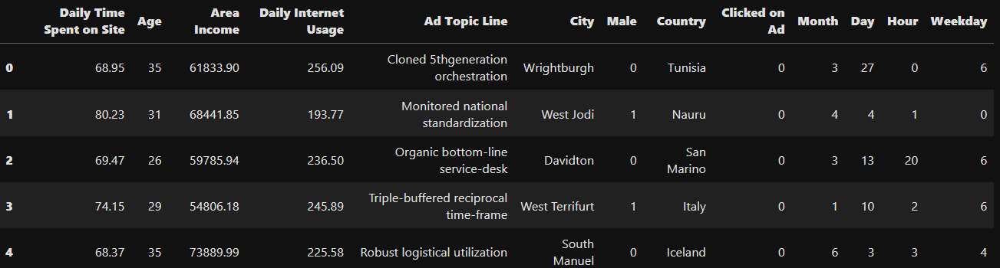 Daily Time Spent on Site Age Area Income Daily Internet Usage Ad Topic Line City Male Country Clicked on Ad Month Day Hour Weekday
0 68.95 35 61833.90 256.09 Cloned 5thgeneration orchestration Wrightburgh 0 Tunisia 0 3 27 0 6
1 80.23 31 68441.85 193.77 Monitored national standardization West Jodi 1 Nauru 0 4 4 1 0
2 69.47 26 59785.94 236.50 Organic bottom-line service-desk Davidton 0 San Marino 0 3 13 20 6
3 74.15 29 54806.18 245.89 Triple-buffered reciprocal time-frame West Terrifurt 1 Italy 0 1 10 2 6
4 68.37 35 73889.99 225.58 Robust logistical utilization South Manuel 0 Iceland 0 6 3 3 4